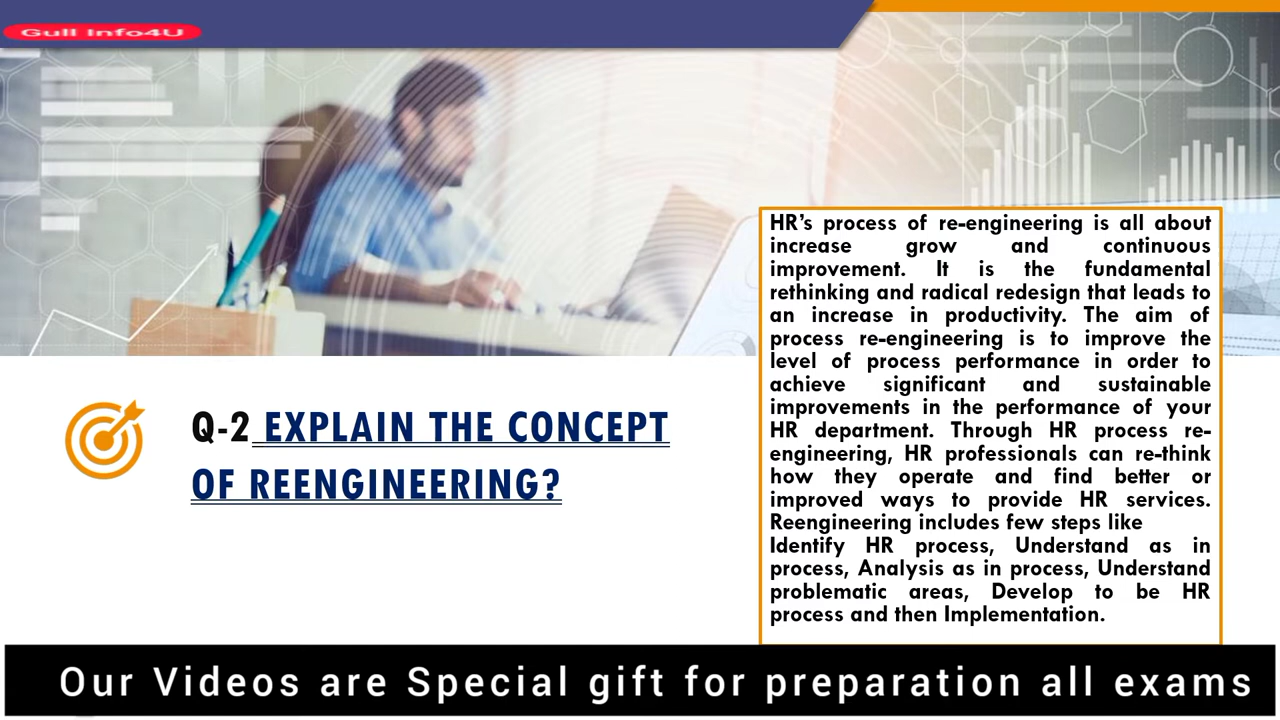 Gull Info4U
HR's process of re-engineering is all about
increase grow and continuous
improvement. It is the fundamental
rethinking and radical redesign that leads to
an increase in productivity. The aim of
process re-engineering is to improve the
level of process performance in order to
achieve significant and sustainable
improvements in the performance of your
HR department. Through HR process re-
engineering, HR professionals can re-think
how they operate and find better or
improved ways to provide HR services.
Reengineering includes few steps like
Identify HR process, Understand as in
process, Analysis as in process, Understand
problematic areas, Develop to be HR
process and then Implementation.
Q-2 EXPLAIN THE CONCEPT
OF REENGINEERING?
Our Videos are Special gift for preparation all exams